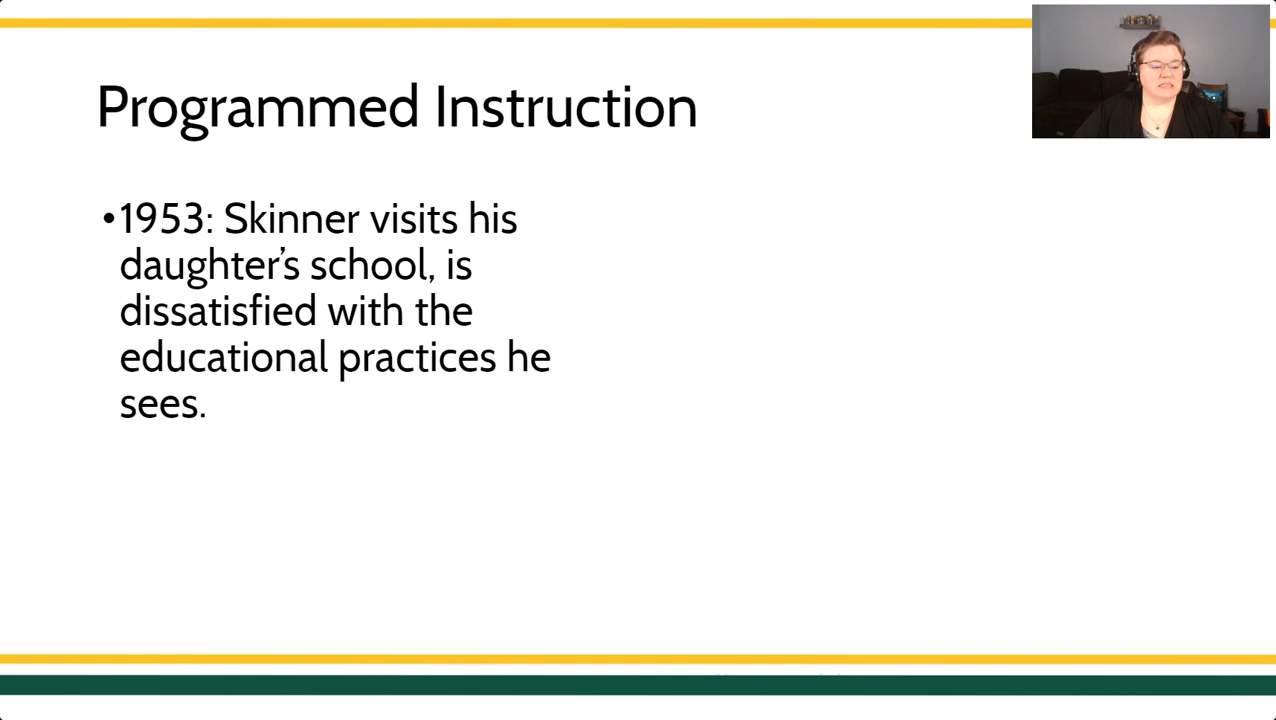 Programmed Instruction
•1953: Skinner visits his
daughter’s school, is
dissatisfied with the
educational practices he
sees.